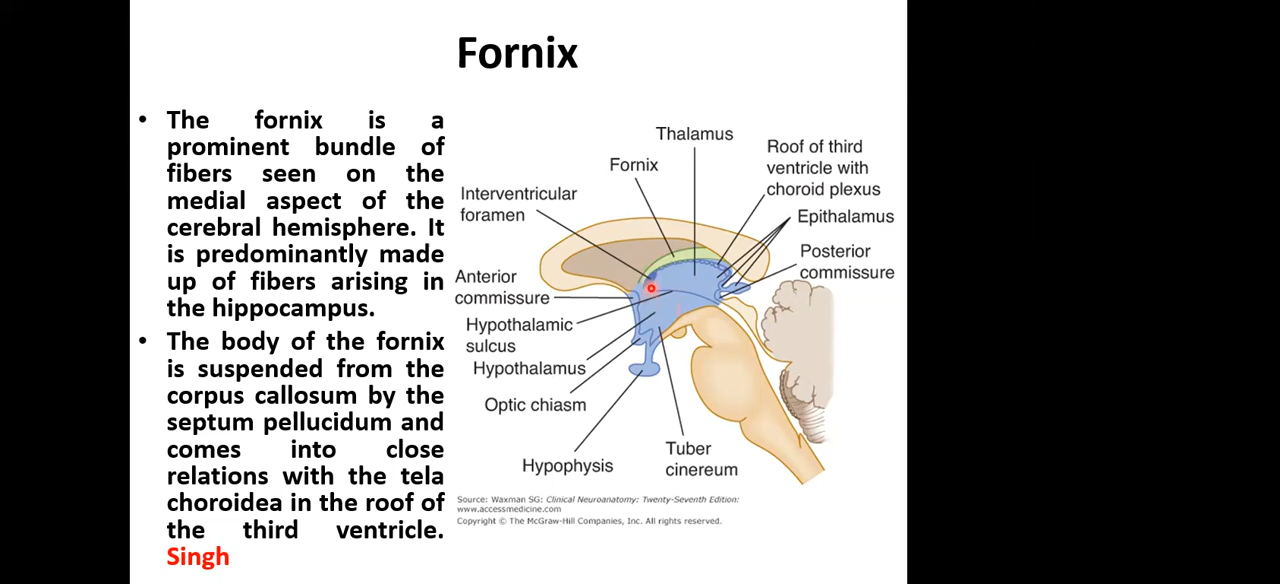 Fornix
• The fornix is a
prominent bundle of
fibers seen on the
medial aspect of the
cerebral hemisphere. It
is predominantly made
up of fibers arising in
the hippocampus.
• The body of the fornix
is suspended from the
corpus callosum by the
septum pellucidum and
comes into close
relations with the tela
choroidea in the roof of
the third ventricle.
Singh
Thalamus
Fornix
Roof of third
ventricle with
choroid plexus
Interventricular
foramen
Epithalamus
Posterior
commissure
Anterior
commissure
Hypothalamic
sulcus
Hypothalamus
Optic chiasm
Hypophysis
Tuber
cinereum
Source: Waxman SG: Clinical Neuroanatomy: Twenty-Seventh Edition:
www.accessmedicine.com
Copyright © The McGraw-Hill Companies, Inc. All rights reserved.